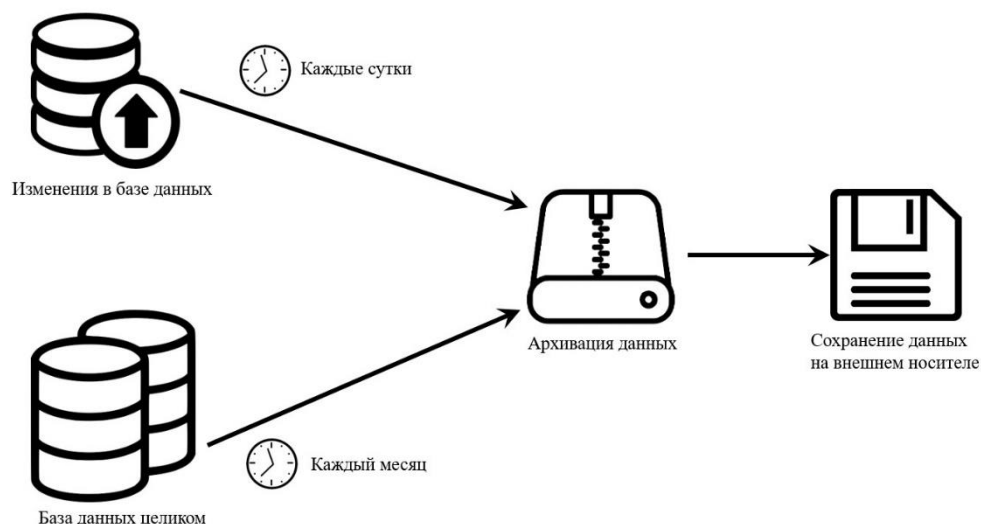 Каждые сутки
Изменения в базе данных
Архивация данных
Сохранение данных
на внешнем носителе
Каждый месяц
База данных целиком